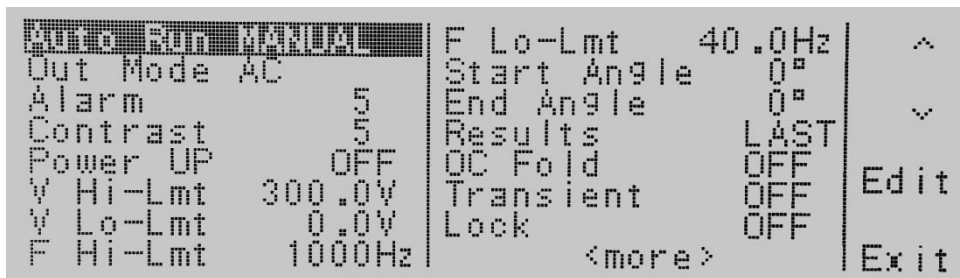 Auto Run MANUAL
Out Mode AC
Alarm 5
Contrast 5
Power UP OFF
V Hi-Lmt 300.0V
V Lo-Lmt 0.0V
F Hi-Lmt 1000Hz
F Lo-Lmt 40.0Hz
Start Angle 0°
End Angle 0°
Results LAST
OC Fold OFF
Transient OFF
Lock OFF
<more>
^
v
Edit
Exit